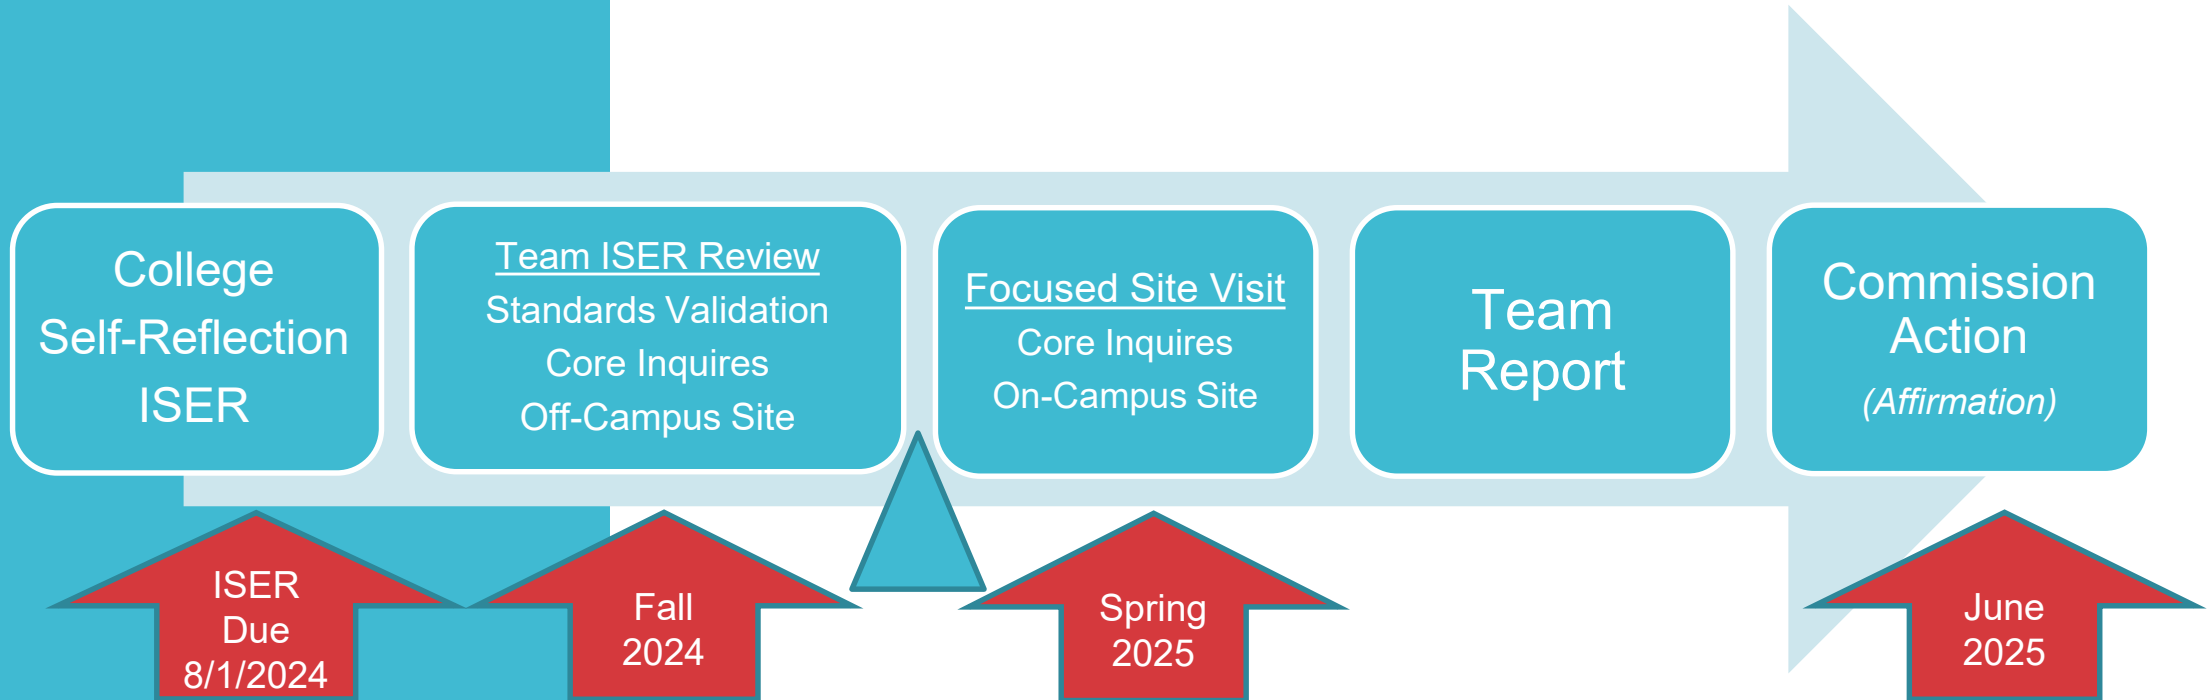 College
Self-Reflection
ISER
Team ISER Review
Standards Validation
Core Inquires
Off-Campus Site
Focused Site Visit
Core Inquires
On-Campus Site
Team
Report
Commission
Action
(Affirmation)
ISER
Due
8/1/2024
Fall
2024
Spring
2025
June
2025